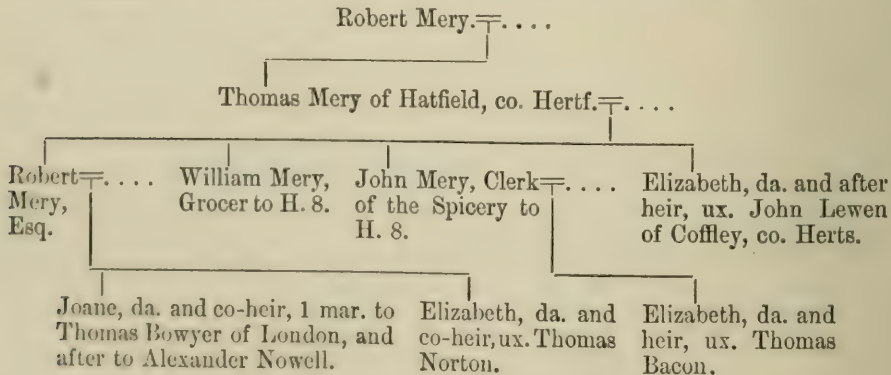 Robert Mery.╤. . . .
Thomas Mery of Hatfield, co. Hertf.╤. . . .
Robert╤. . . .
Mery,
Esq.
William Mery,
Grocer to H. 8.
John Mery, Clerk╤. . . .
of the Spicery to
H. 8.
Elizabeth, da. and after
heir, ux. John Lewen
of Coffley, co. Herts.
Joane, da. and co-heir, 1 mar. to
Thomas Bowyer of London, and
after to Alexander Nowell.
Elizabeth, da. and
co-heir, ux. Thomas
Norton.
Elizabeth, da. and
heir, ux. Thomas
Bacon.